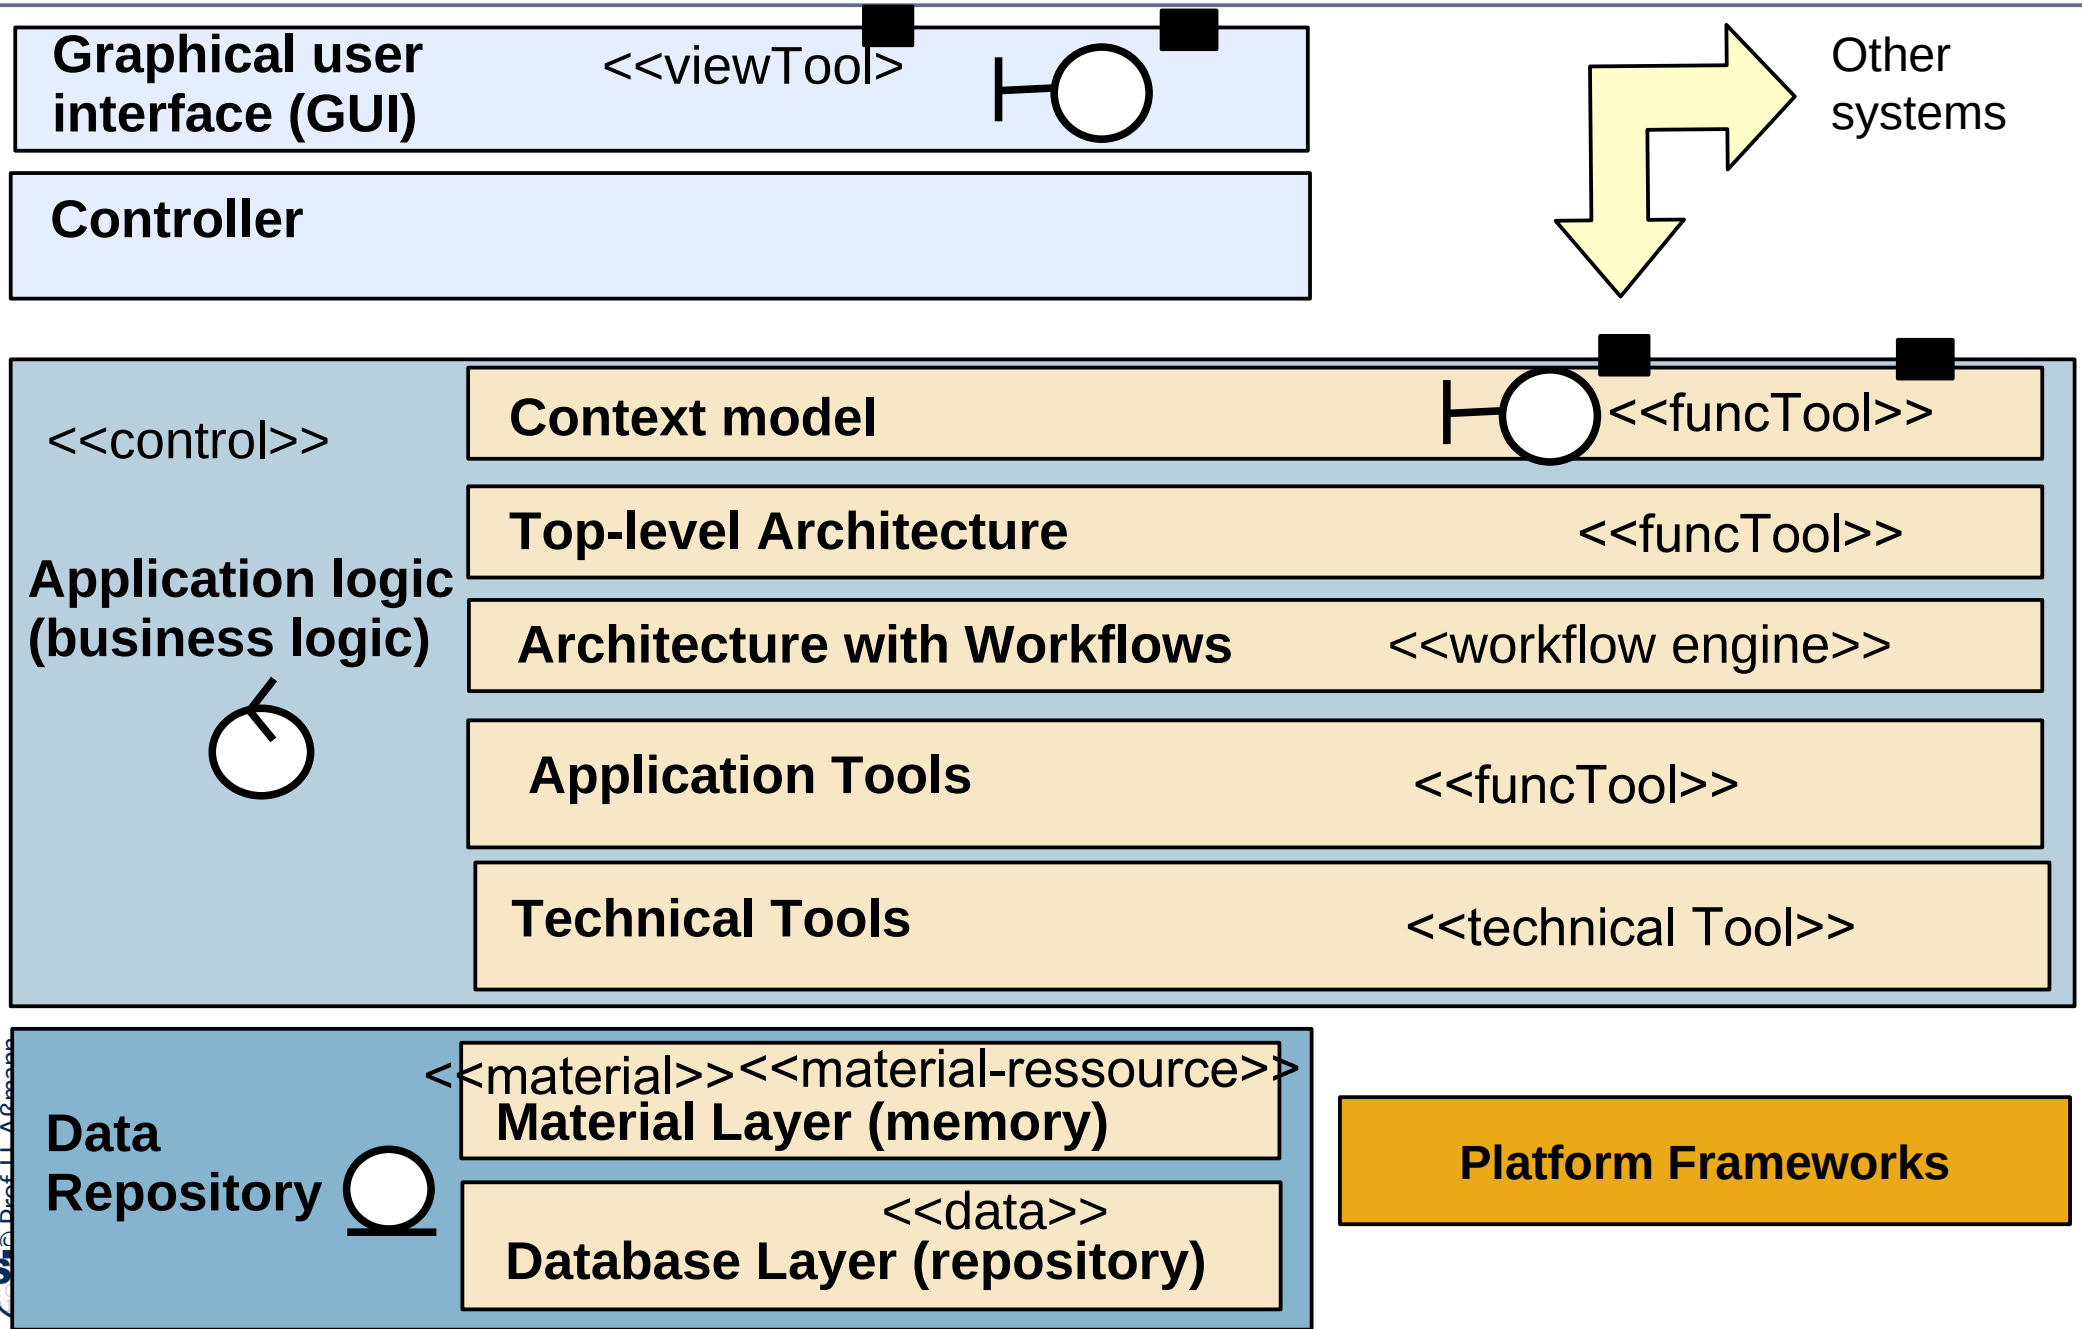 Graphical user
interface (GUI)
<<viewTool>
Other
systems
Controller
<<control>>
Application logic
(business logic)
Context model
<<funcTool>>
Top-level Architecture
<<funcTool>>
Architecture with Workflows
<<workflow engine>>
Application Tools
<<funcTool>>
Technical Tools
<<technical Tool>>
Data
Repository
<<material>>
<<material-ressource>>
Material Layer (memory)
<<data>>
Database Layer (repository)
Platform Frameworks